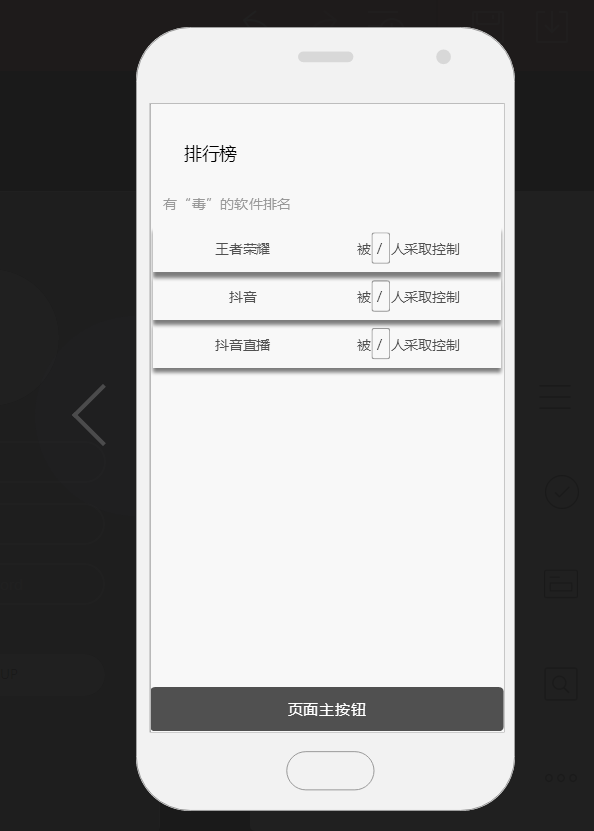 排行榜
有“毒”的软件排名
王者荣耀 被 / 人采取控制
抖音 被 / 人采取控制
抖音直播 被 / 人采取控制
页面主按钮